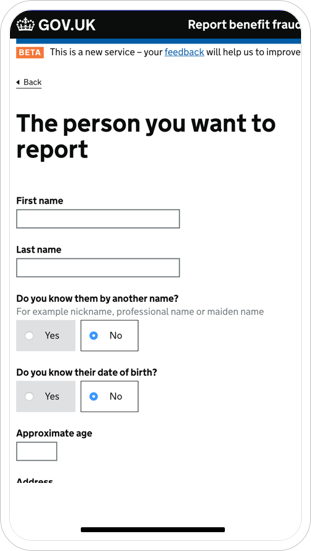 GOV.UK Report benefit fraud
BETA This is a new service – your feedback will help us to improve
Back
The person you want to
report
First name
Last name
Do you know them by another name?
For example nickname, professional name or maiden name
Yes No
Do you know their date of birth?
Yes No
Approximate age
Address